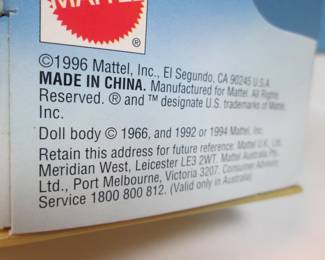 MATTEL
®
©1996 Mattel, Inc., El Segundo, CA 90245 U.S.A
MADE IN CHINA. Manufactured for Mattel. All Rights
Reserved. ® and ™ designate U.S. trademarks of Mattel,
Inc.
Doll body © 1966, and 1992 or 1994 Mattel, Inc.
Retain this address for future reference. Mattel U.K., Ltd.,
Meridian West, Leicester LE3 2WT. Mattel Australia, Pty.
Ltd., Port Melbourne, Victoria 3207. Consumer Advisory
Service 1800 800 812. (Valid only in Australia)